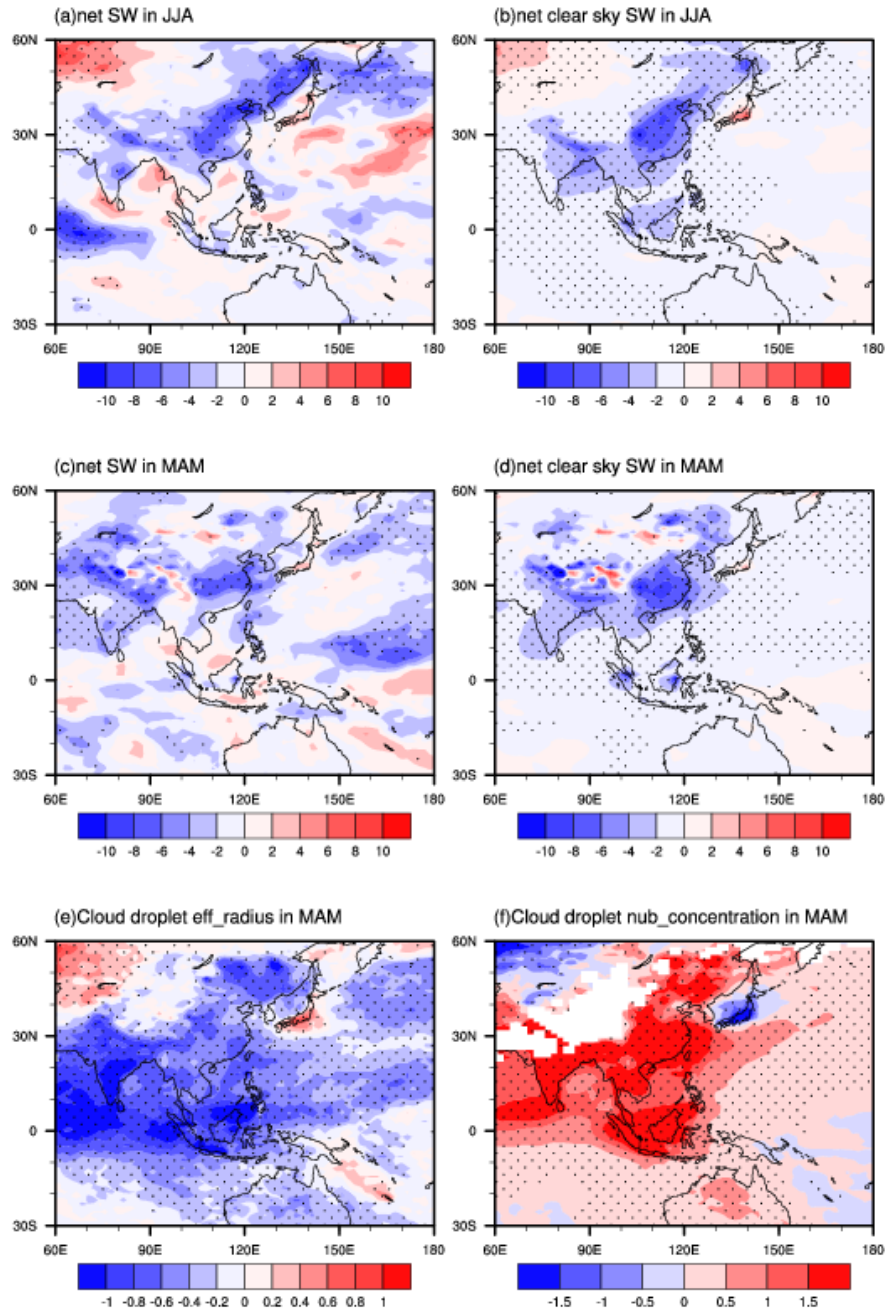 (a)net SW in JJA
(b)net clear sky SW in JJA
60N
30N
0
30S
60E 90E 120E 150E 180
-10 -8 -6 -4 -2 0 2 4 6 8 10
60N
30N
0
30S
60E 90E 120E 150E 180
-10 -8 -6 -4 -2 0 2 4 6 8 10
(c)net SW in MAM
(d)net clear sky SW in MAM
60N
30N
0
30S
60E 90E 120E 150E 180
-10 -8 -6 -4 -2 0 2 4 6 8 10
60N
30N
0
30S
60E 90E 120E 150E 180
-10 -8 -6 -4 -2 0 2 4 6 8 10
(e)Cloud droplet eff_radius in MAM
(f)Cloud droplet nub_concentration in MAM
60N
30N
0
30S
60E 90E 120E 150E 180
-1 -0.8 -0.6 -0.4 -0.2 0 0.2 0.4 0.6 0.8 1
60N
30N
0
30S
60E 90E 120E 150E 180
-1.5 -1 -0.5 0 0.5 1 1.5